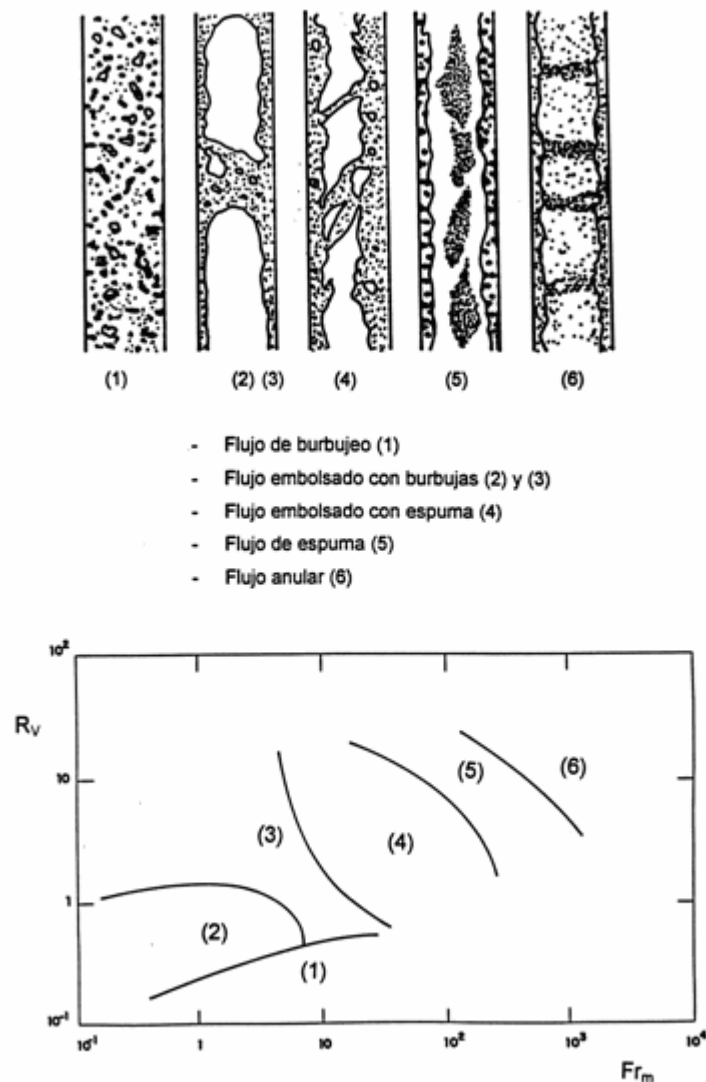 (1) (2) (3) (4) (5) (6)
- Flujo de burbujeo (1)
- Flujo embolsado con burbujas (2) y (3)
- Flujo embolsado con espuma (4)
- Flujo de espuma (5)
- Flujo anular (6)
10²
R_V
10
1
10⁻¹
(1)
(2)
(3)
(4)
(5)
(6)
10⁻¹ 1 10 10² 10³ 10⁴
Fr_m